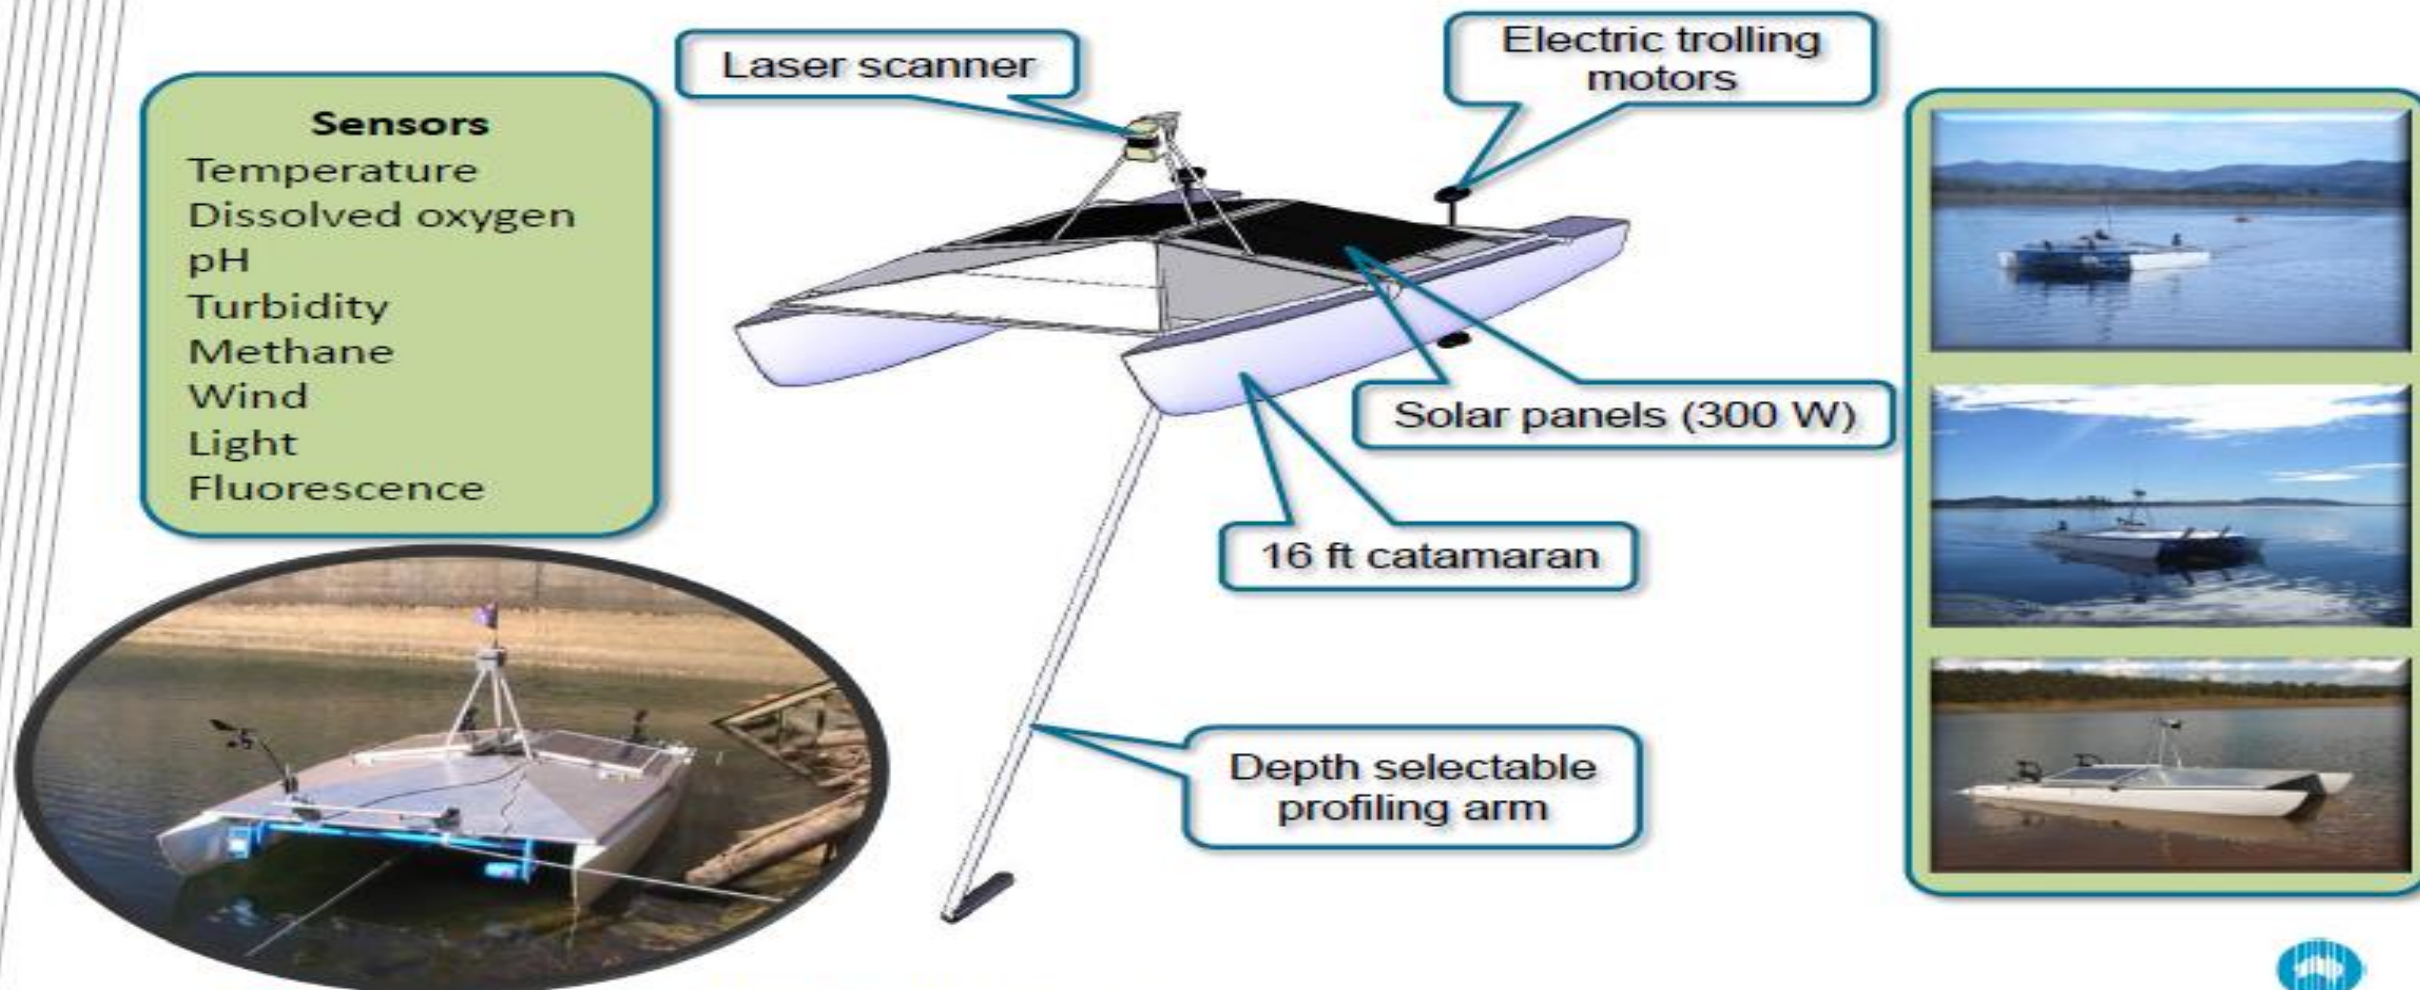 Sensors
Temperature
Dissolved oxygen
pH
Turbidity
Methane
Wind
Light
Fluorescence
Laser scanner
Electric trolling
motors
Solar panels (300 W)
16 ft catamaran
Depth selectable
profiling arm